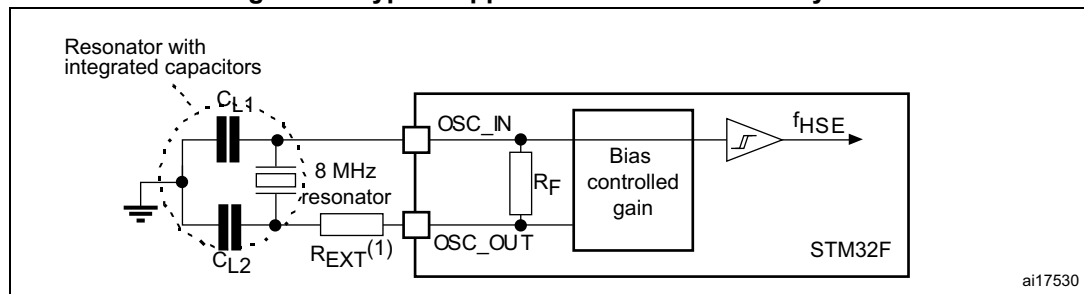 Resonator with
integrated capacitors
CL1
OSC_IN
fHSE
8 MHz
resonator
RF
Bias
controlled
gain
REXT(1)
OSC_OUT
STM32F
CL2
ai17530